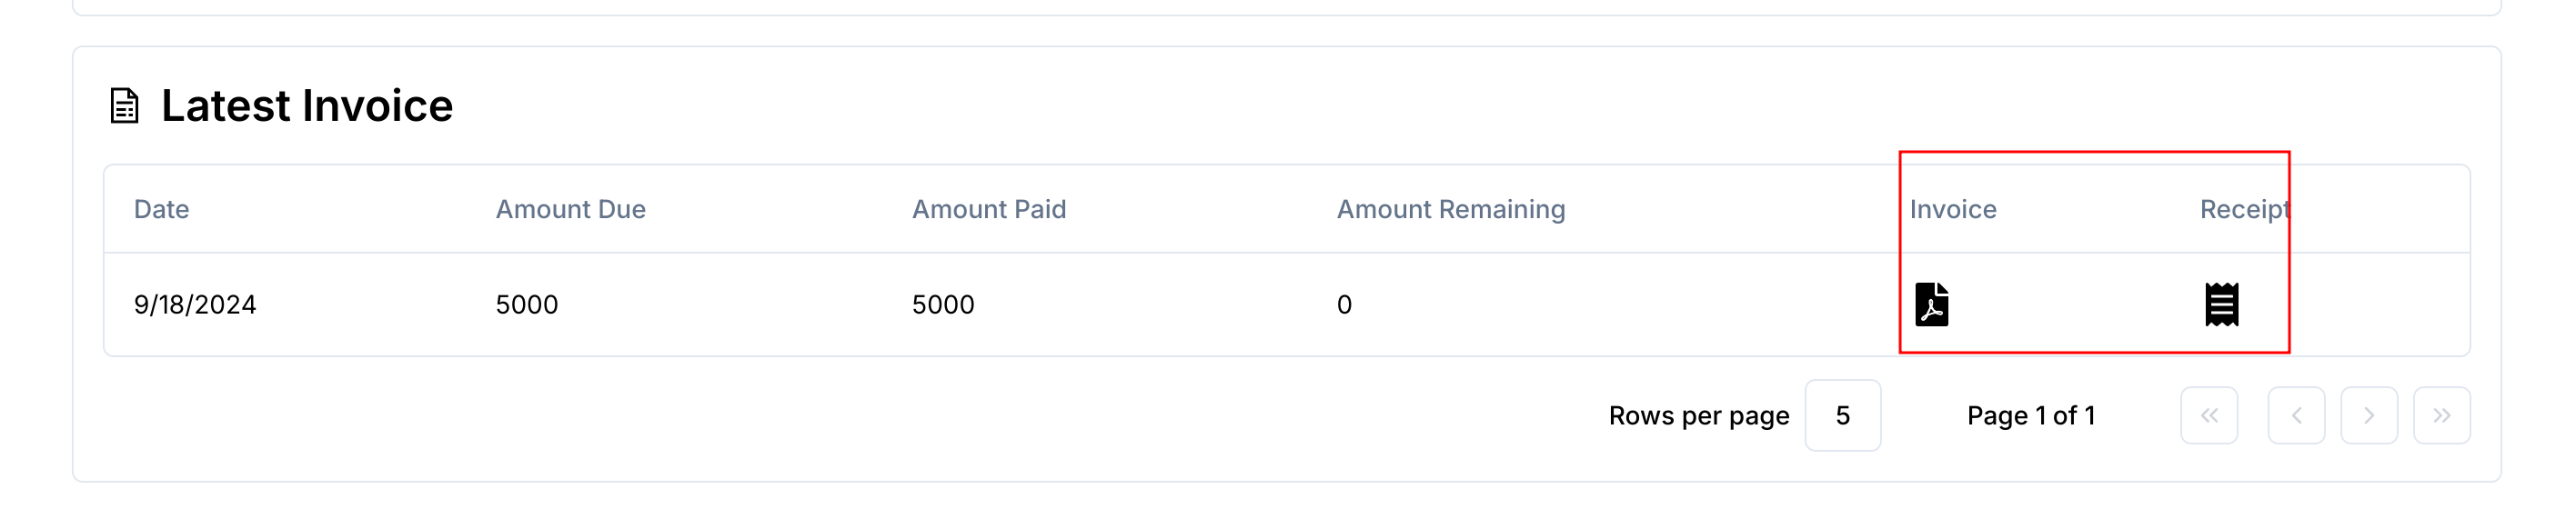 Latest Invoice
Date Amount Due Amount Paid Amount Remaining Invoice Receipt
9/18/2024 5000 5000 0
Rows per page 5 Page 1 of 1